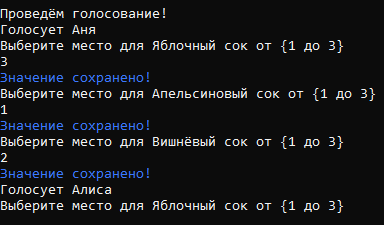 Проведём голосование!
Голосует Аня
Выберите место для Яблочный сок от {1 до 3}
3
Значение сохранено!
Выберите место для Апельсиновый сок от {1 до 3}
1
Значение сохранено!
Выберите место для Вишнёвый сок от {1 до 3}
2
Значение сохранено!
Голосует Алиса
Выберите место для Яблочный сок от {1 до 3}